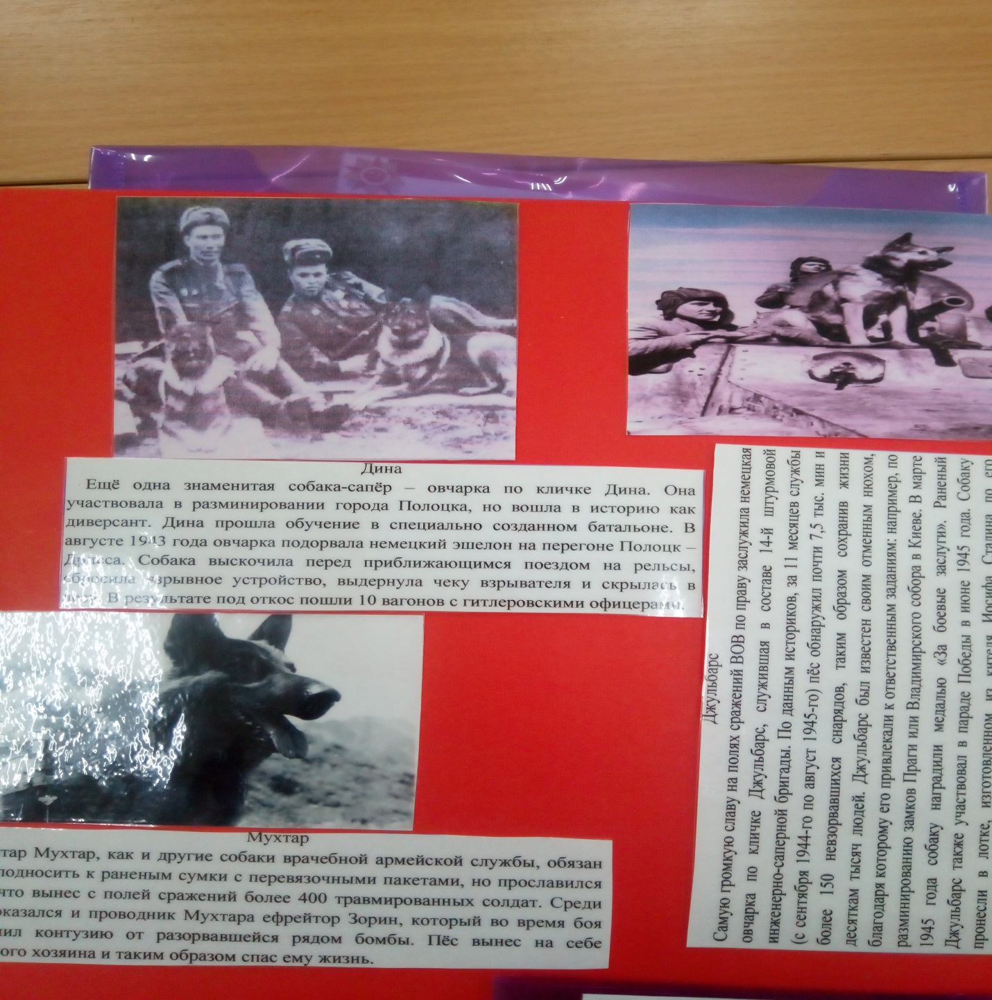 Дина
Ещё одна знаменитая собака-сапёр – овчарка по кличке Дина. Она
участвовала в разминировании города Полоцка, но вошла в историю как
диверсант. Дина прошла обучение в специально созданном батальоне. В
августе 1943 года овчарка подорвала немецкий эшелон на перегоне Полоцк –
Собака выскочила перед приближающимся поездом на рельсы,
сбросила взрывное устройство, выдернула чеку взрывателя и скрылась в
В результате под откос пошли 10 вагонов с гитлеровскими офицерами.
Мухтар
тар Мухтар, как и другие собаки врачебной армейской службы, обязан
подносить к раненым сумки с перевязочными пакетами, но прославился
что вынес с полей сражений более 400 травмированных солдат. Среди
оказался и проводник Мухтара ефрейтор Зорин, который во время боя
ил контузию от разорвавшейся рядом бомбы. Пёс вынес на себе
ого хозяина и таким образом спас ему жизнь.
Джульбарс
Самую громкую славу на полях сражений ВОВ по праву заслужила немецкая
овчарка по кличке Джульбарс, служившая в составе 14-й штурмовой
инженерно-саперной бригады. По данным историков, за 11 месяцев службы
(с сентября 1944-го по август 1945-го) пёс обнаружил почти 7,5 тыс. мин и
более 150 невзорвавшихся снарядов, таким образом сохранив жизни
десяткам тысяч людей. Джульбарс был известен своим отменным нюхом,
благодаря которому его привлекали к ответственным заданиям: например, по
разминированию замков Праги или Владимирского собора в Киеве. В марте
1945 года собаку наградили медалью «За боевые заслуги». Раненый
Джульбарс также участвовал в параде Победы в июне 1945 года. Собаку
пронесли в лотке, изготовленном из кителя Иосифа Сталина по его